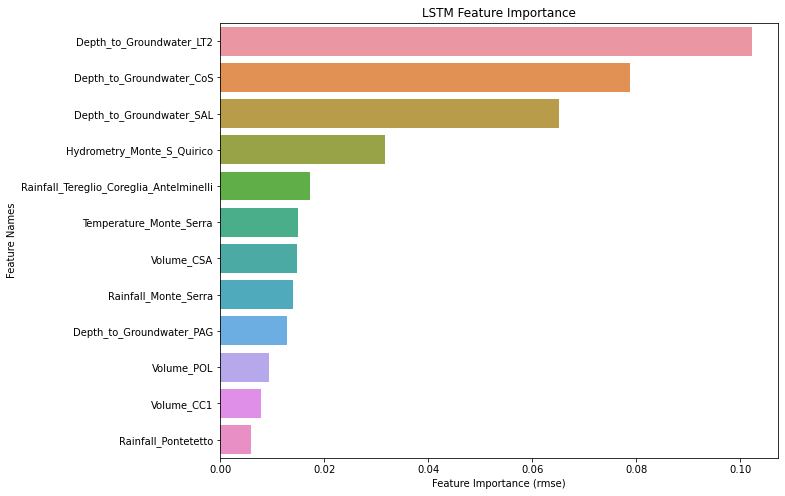 LSTM Feature Importance
Feature Names
Depth_to_Groundwater_LT2
Depth_to_Groundwater_CoS
Depth_to_Groundwater_SAL
Hydrometry_Monte_S_Quirico
Rainfall_Tereglio_Coreglia_Antelminelli
Temperature_Monte_Serra
Volume_CSA
Rainfall_Monte_Serra
Depth_to_Groundwater_PAG
Volume_POL
Volume_CC1
Rainfall_Pontetetto
0.00 0.02 0.04 0.06 0.08 0.10
Feature Importance (rmse)